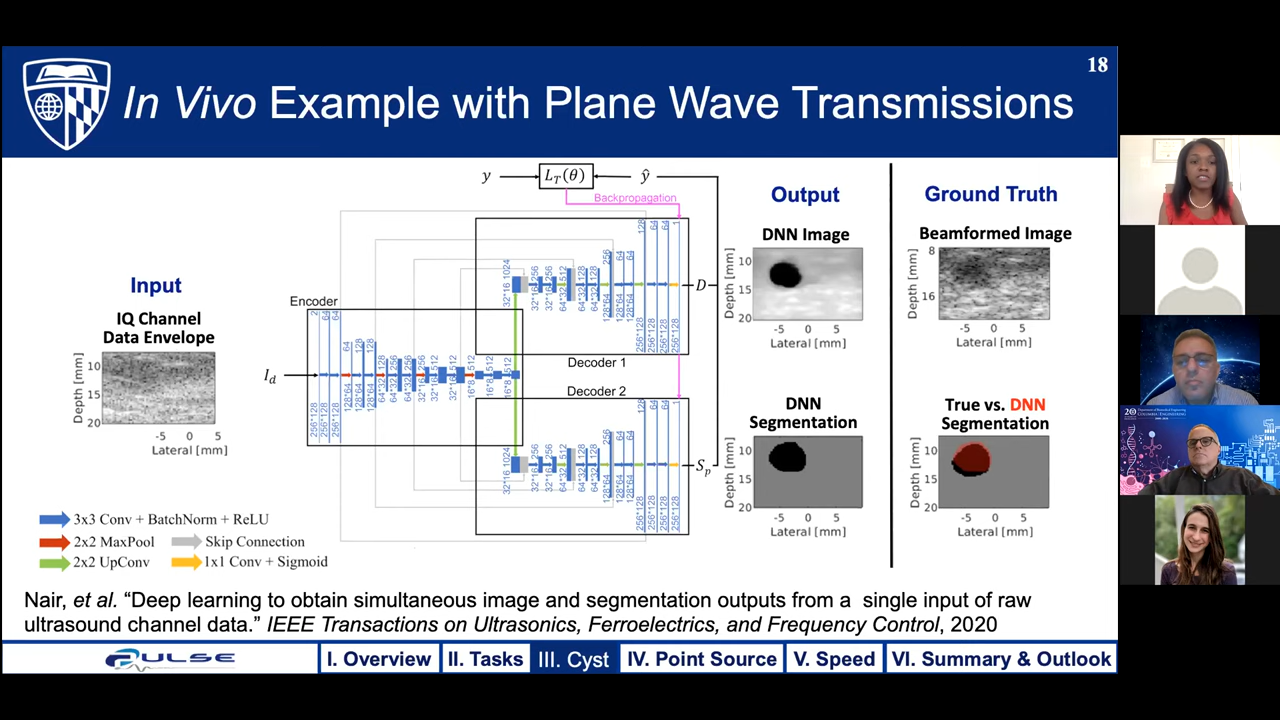 18
In Vivo Example with Plane Wave Transmissions
Input
IQ Channel
Data Envelope
Depth [mm]
10
15
20
-5 0 5
Lateral [mm]
y
L_T(θ)
ŷ
Backpropagation
Encoder
I_d
Decoder 1
Decoder 2
D
S_p
Output
DNN Image
Depth [mm]
10
15
20
-5 0 5
Lateral [mm]
DNN
Segmentation
Depth [mm]
10
15
20
-5 0 5
Lateral [mm]
Ground Truth
Beamformed Image
Depth [mm]
8
16
-5 0 5
Lateral [mm]
True vs. DNN
Segmentation
Depth [mm]
10
15
20
-5 0 5
Lateral [mm]
3x3 Conv + BatchNorm + ReLU
2x2 MaxPool
Skip Connection
2x2 UpConv
1x1 Conv + Sigmoid
Nair, et al. “Deep learning to obtain simultaneous image and segmentation outputs from a single input of raw
ultrasound channel data.” IEEE Transactions on Ultrasonics, Ferroelectrics, and Frequency Control, 2020
PULSE
I. Overview
II. Tasks
III. Cyst
IV. Point Source
V. Speed
VI. Summary & Outlook